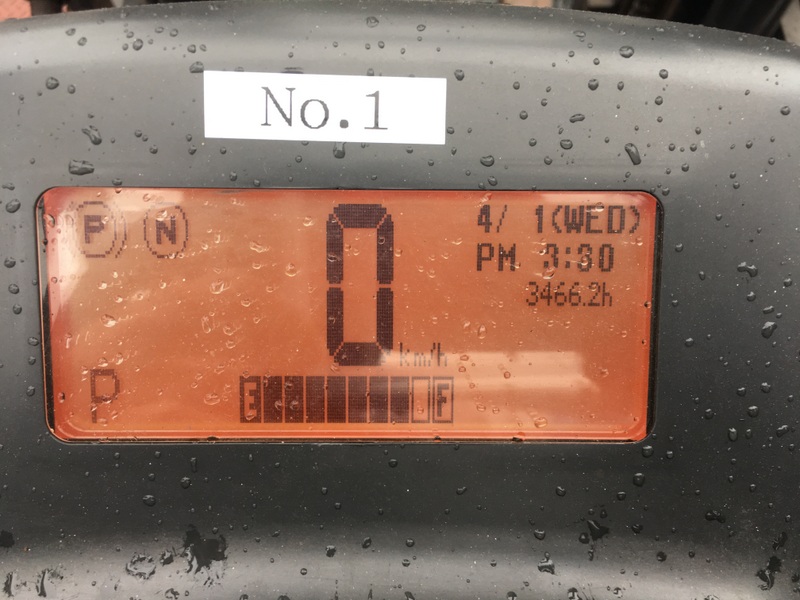 No.1
P N
0 km/h
4/ 1(WED)
PM 3:30
3466.2h
P
E F